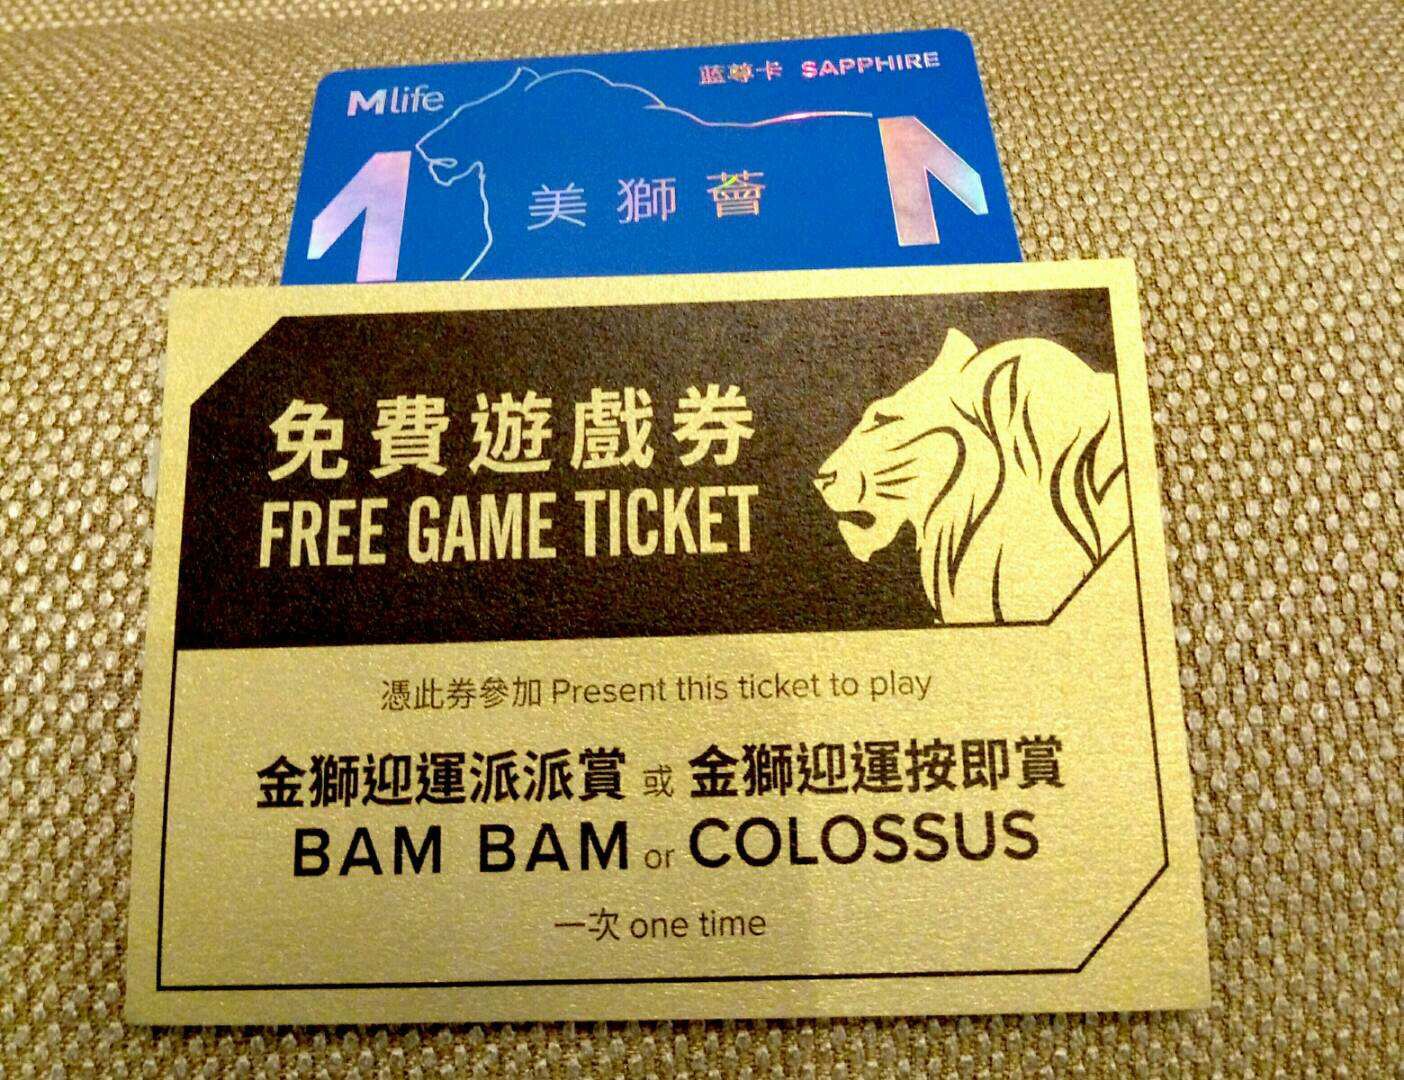 Mlife
蓝尊卡 SAPPHIRE
美獅薈
免費遊戲券
FREE GAME TICKET
憑此券參加 Present this ticket to play
金獅迎運派派賞 或 金獅迎運按即賞
BAM BAM or COLOSSUS
一次 one time